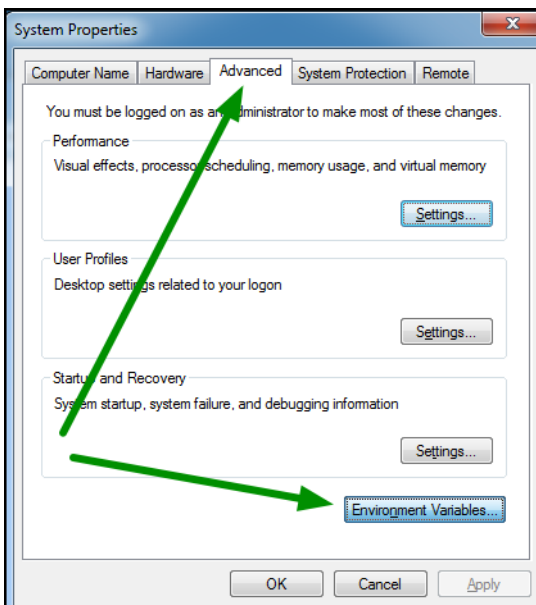 System Properties
Computer Name Hardware Advanced System Protection Remote
You must be logged on as an Administrator to make most of these changes.
Performance
Visual effects, processor scheduling, memory usage, and virtual memory
Settings...
User Profiles
Desktop settings related to your logon
Settings...
Startup and Recovery
System startup, system failure, and debugging information
Settings...
Environment Variables...
OK Cancel Apply